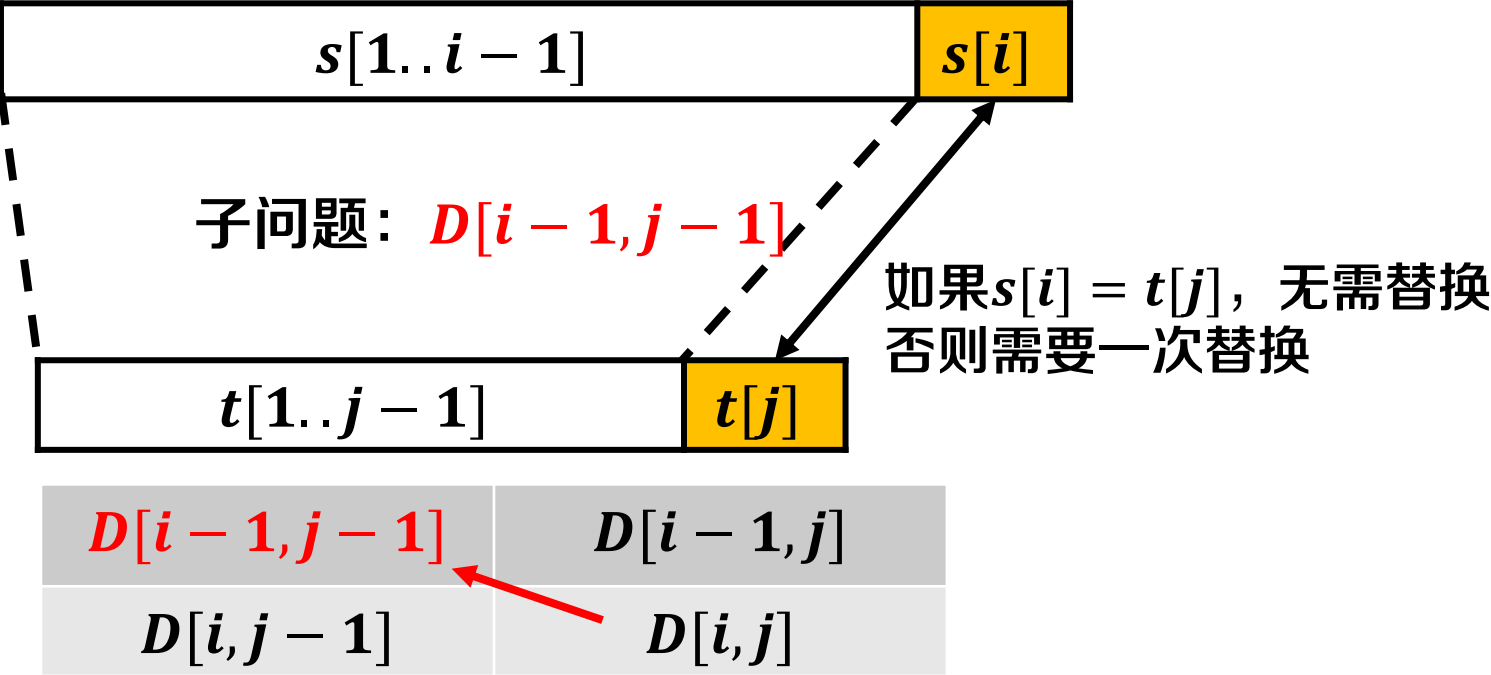 s[1..i − 1] s[i]
子问题：D[i − 1, j − 1]
如果s[i] = t[j]，无需替换
否则需要一次替换
t[1..j − 1] t[j]
D[i − 1, j − 1] D[i − 1, j]
D[i, j − 1] D[i, j]